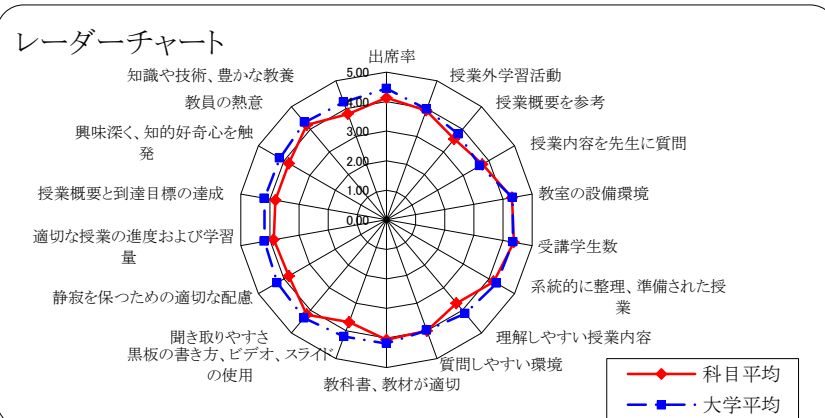 レーダーチャート
出席率
授業外学習活動
授業概要を参考
授業内容を先生に質問
教室の設備環境
受講学生数
系統的に整理、準備された授
業
理解しやすい授業内容
質問しやすい環境
教科書、教材が適切
黒板の書き方、ビデオ、スライド
の使用
聞き取りやすさ
静寂を保つための適切な配慮
適切な授業の進度および学習
量
授業概要と到達目標の達成
興味深く、知的好奇心を触
発
教員の熱意
知識や技術、豊かな教養
5.00
4.00
3.00
2.00
1.00
0.00
科目平均
大学平均